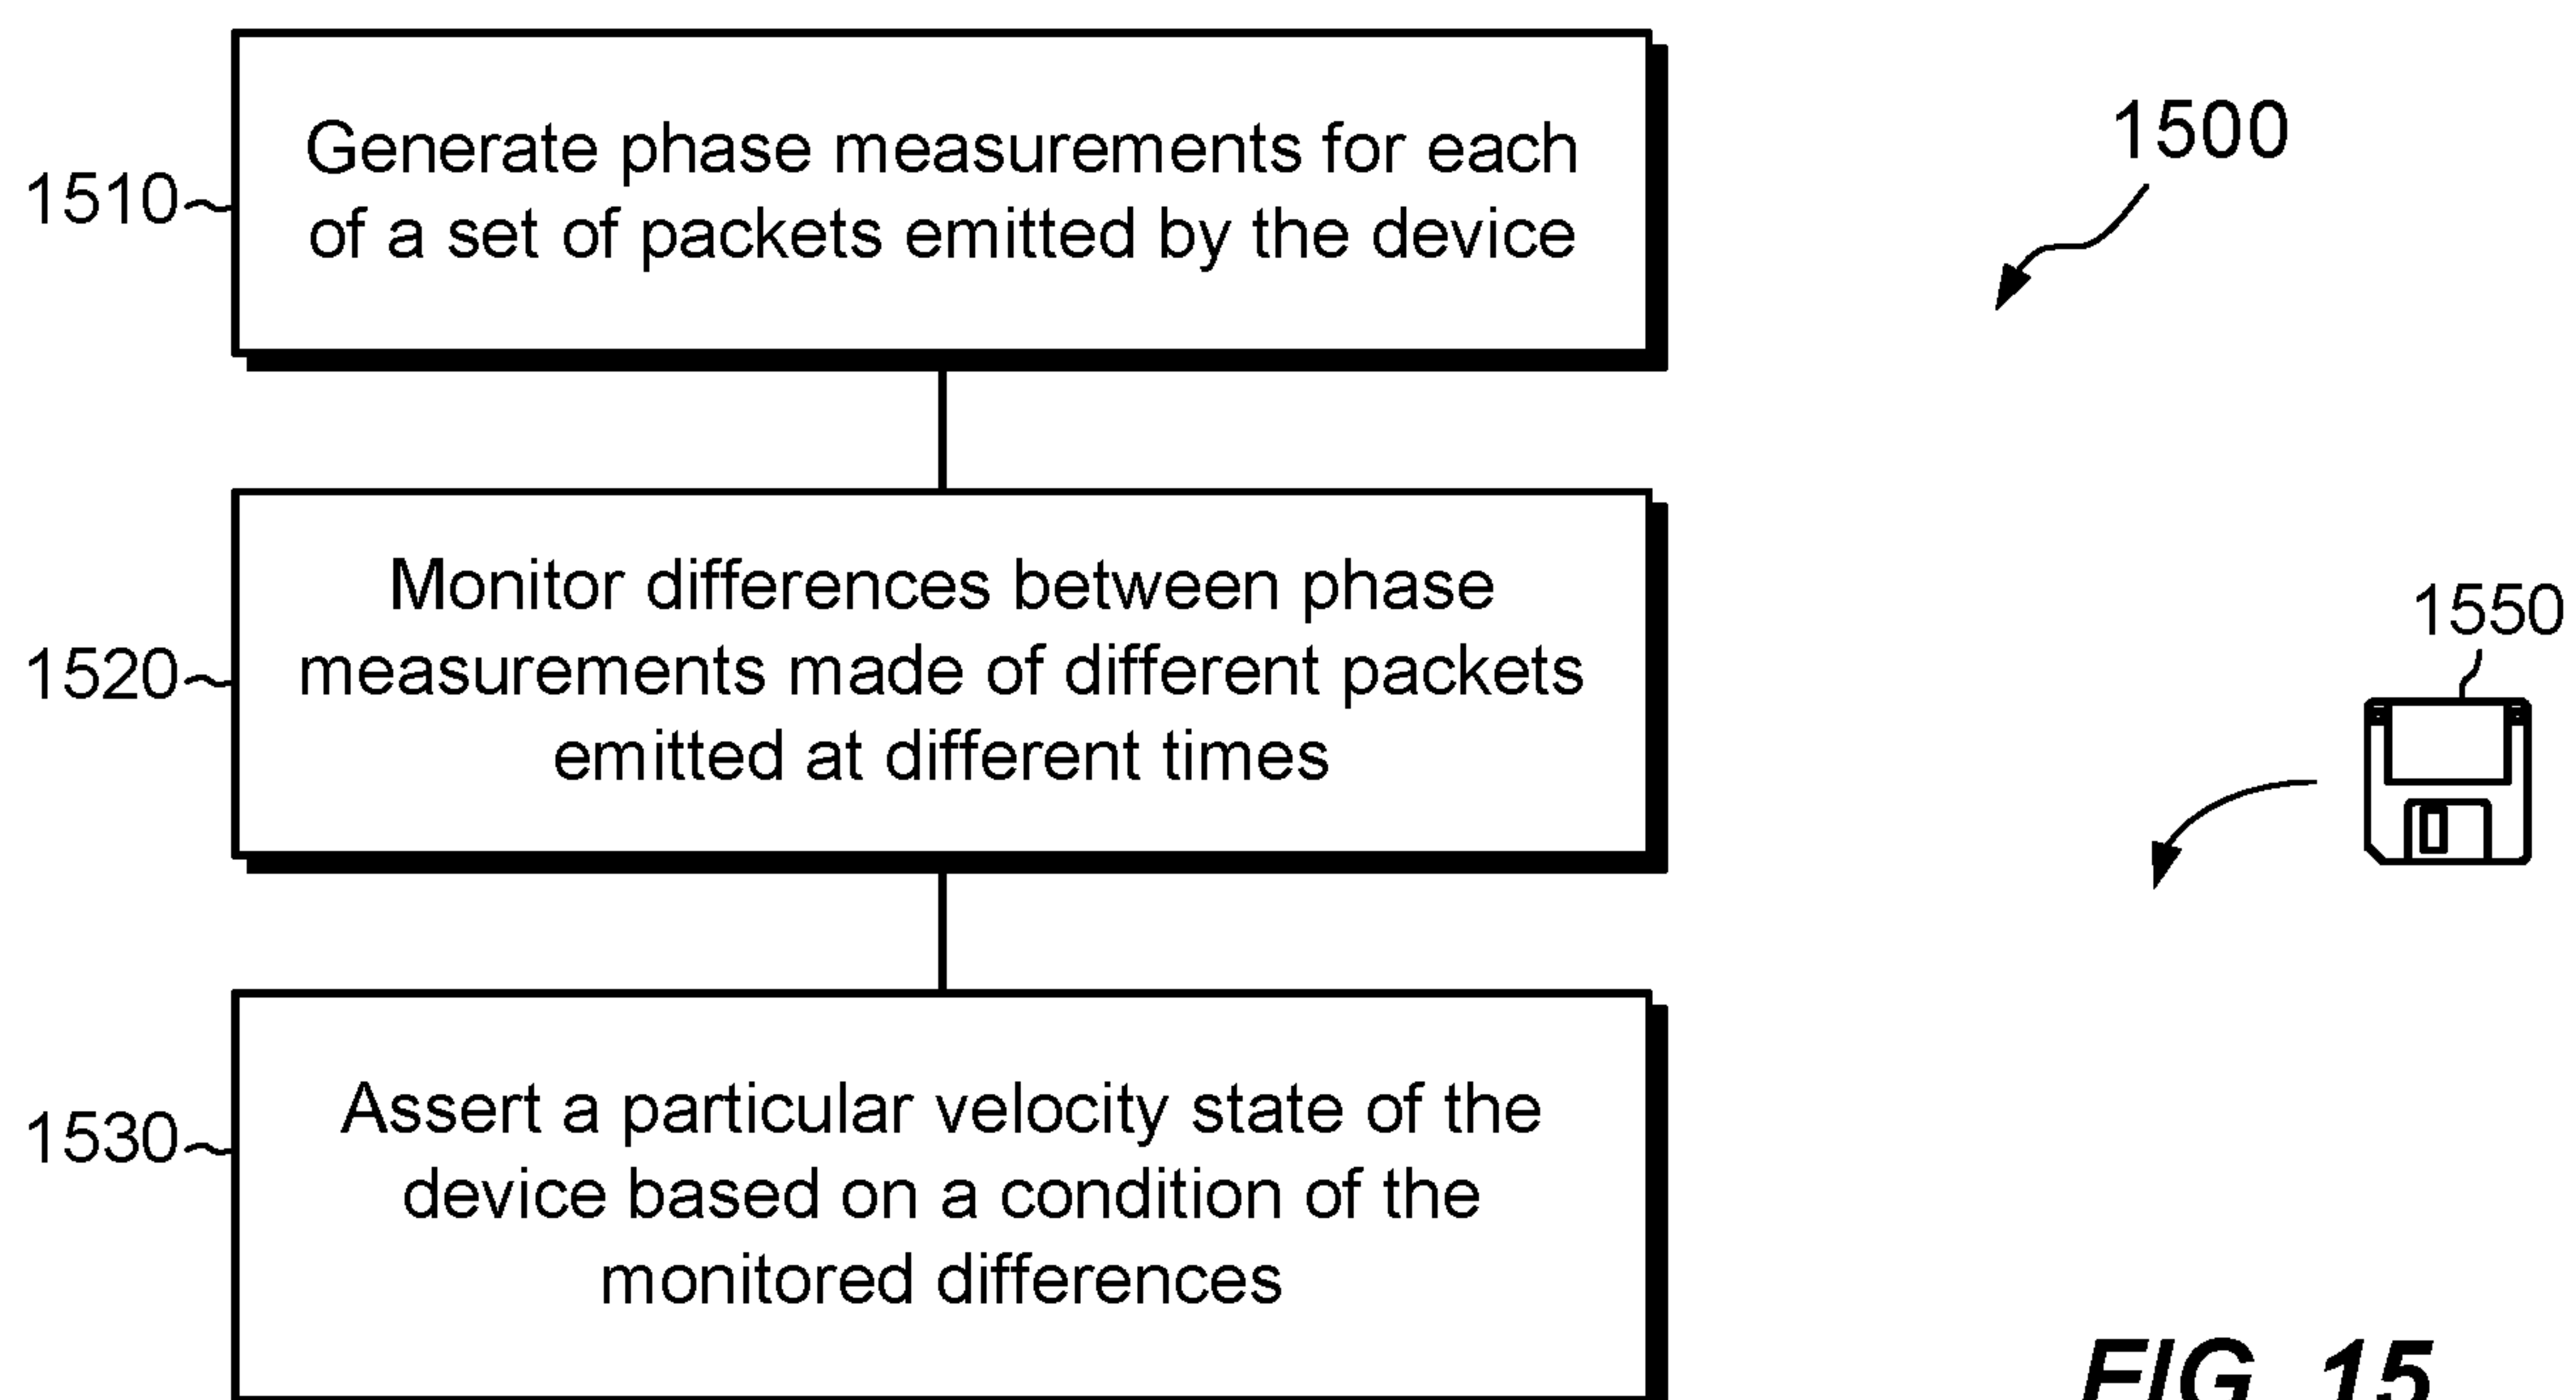 1510
Generate phase measurements for each
of a set of packets emitted by the device
1500
1520
Monitor differences between phase
measurements made of different packets
emitted at different times
1550
1530
Assert a particular velocity state of the
device based on a condition of the
monitored differences
FIG. 15